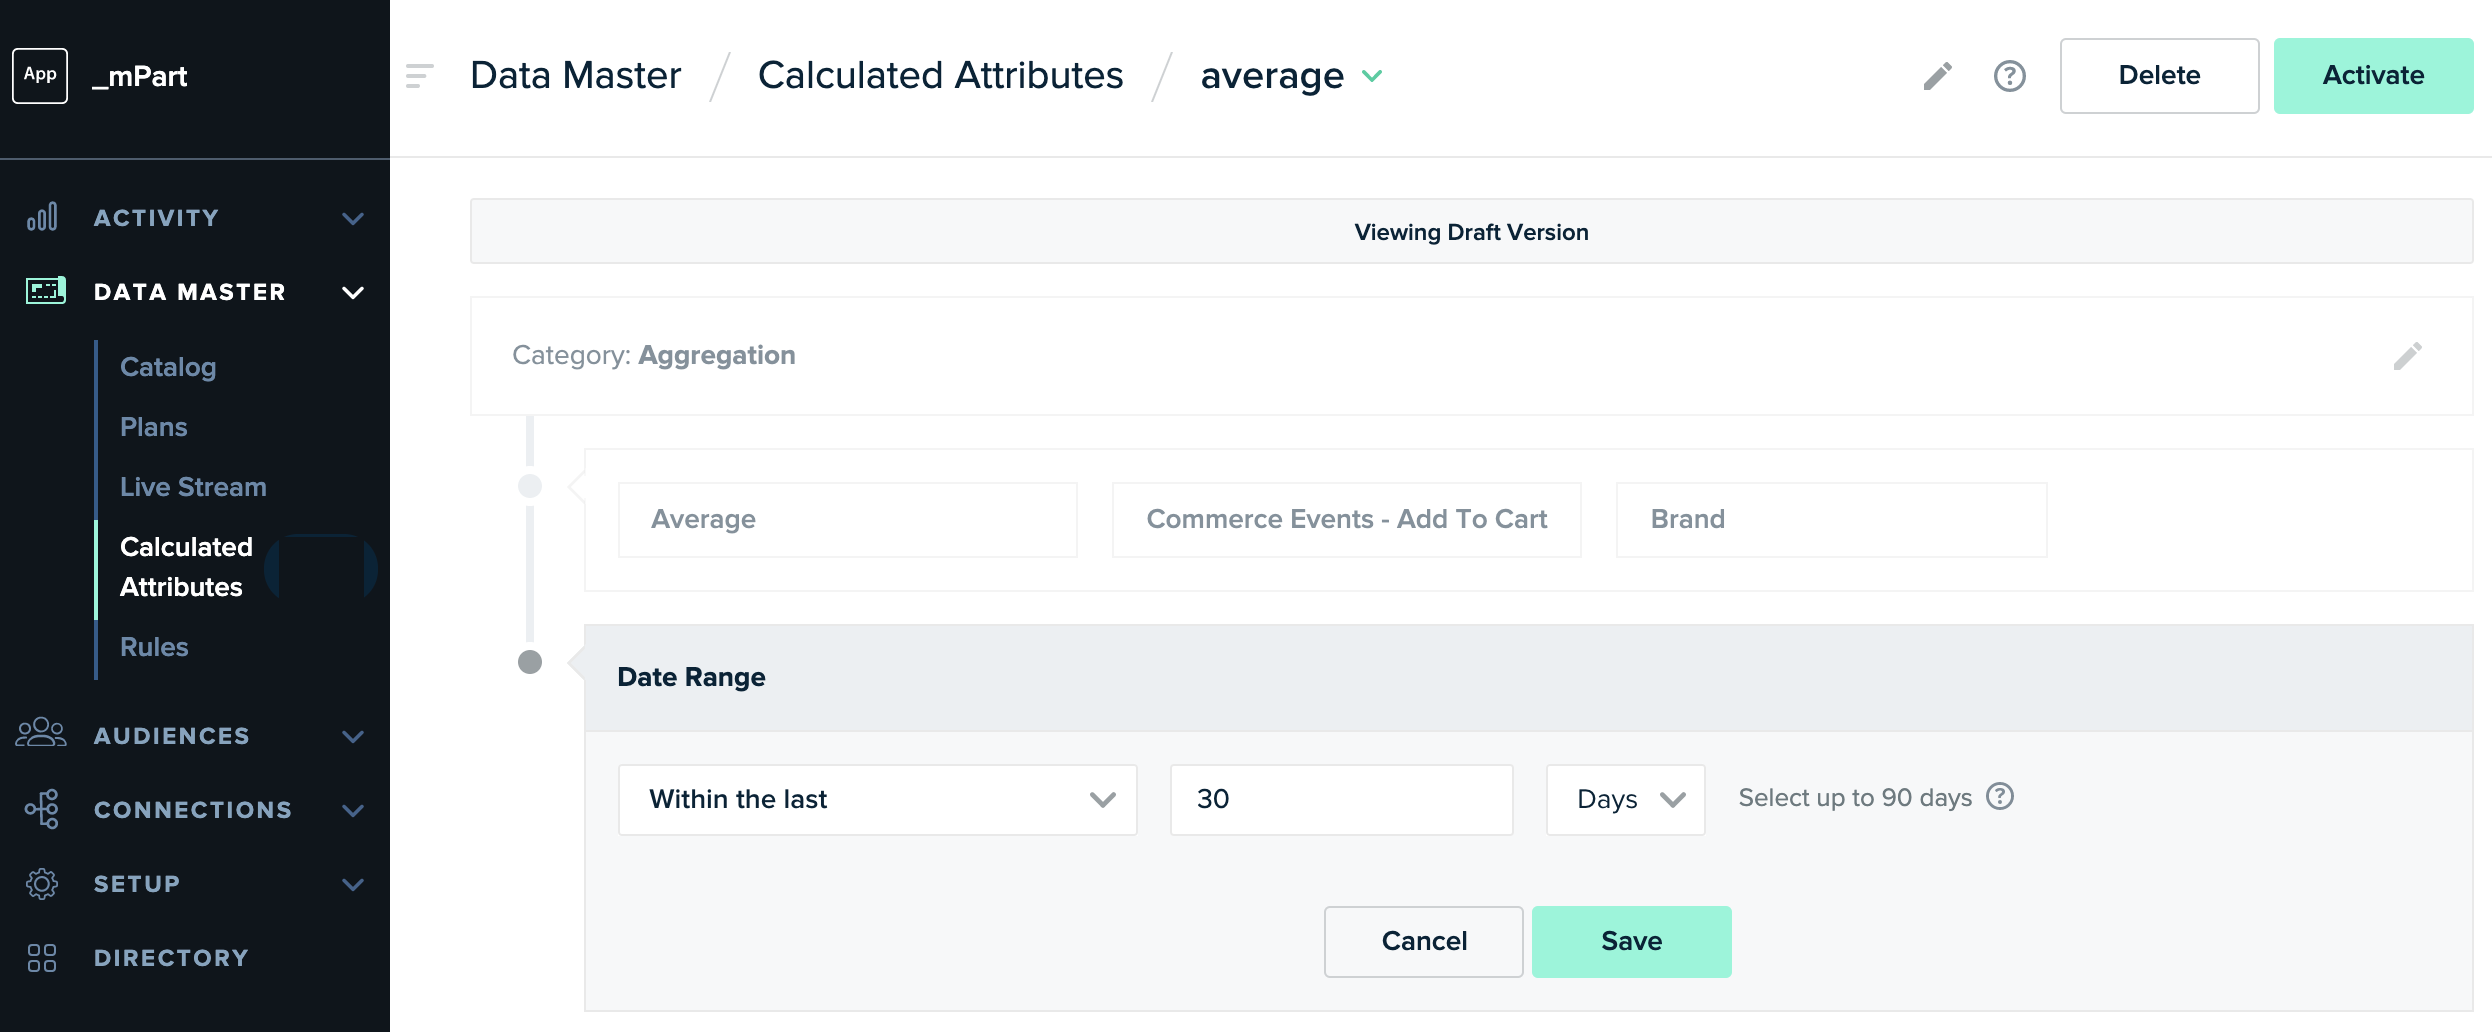 App
_mPart
ACTIVITY
DATA MASTER
Catalog
Plans
Live Stream
Calculated
Attributes
Rules
AUDIENCES
CONNECTIONS
SETUP
DIRECTORY
Data Master / Calculated Attributes / average
? Delete Activate
Viewing Draft Version
Category: Aggregation
Average Commerce Events - Add To Cart Brand
Date Range
Within the last 30 Days Select up to 90 days ?
Cancel Save